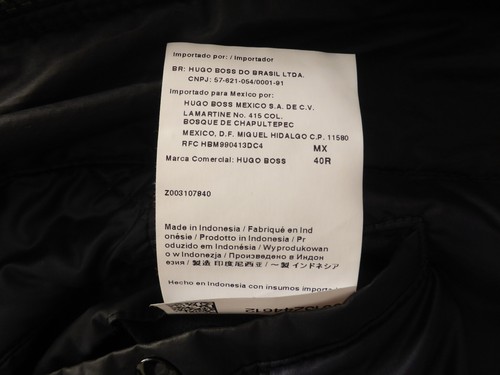 Importado por: / Importador
BR: HUGO BOSS DO BRASIL LTDA.
CNPJ: 57-621-054/0001-91
Importado para Mexico por:
HUGO BOSS MEXICO S.A. DE C.V.
LAMARTINE No. 415 COL.
BOSQUE DE CHAPULTEPEC
MEXICO, D.F. MIGUEL HIDALGO C.P. 11580
RFC HBM990413DC4 MX
Marca Comercial: HUGO BOSS 40R
Z003107840
Made in Indonesia / Fabriqué en Ind
onésie / Prodotto in Indonesia / Pr
oduzido em Indonésia / Wyprodukowan
o w Indonezja / Произведено в Индон
езия / 製造 印度尼西亚 / 一製 インドネシア
Hecho en Indonesia con insumos importa